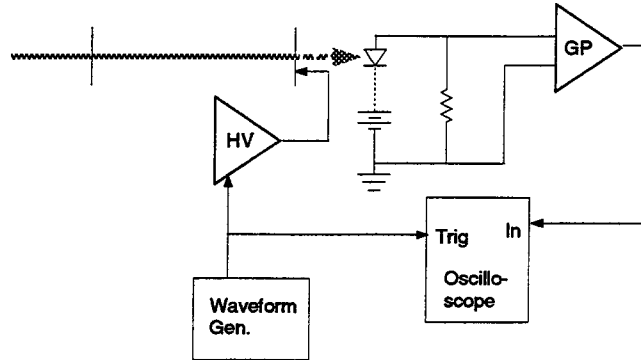 GP
HV
Trig
In
Oscillo-
scope
Waveform
Gen.